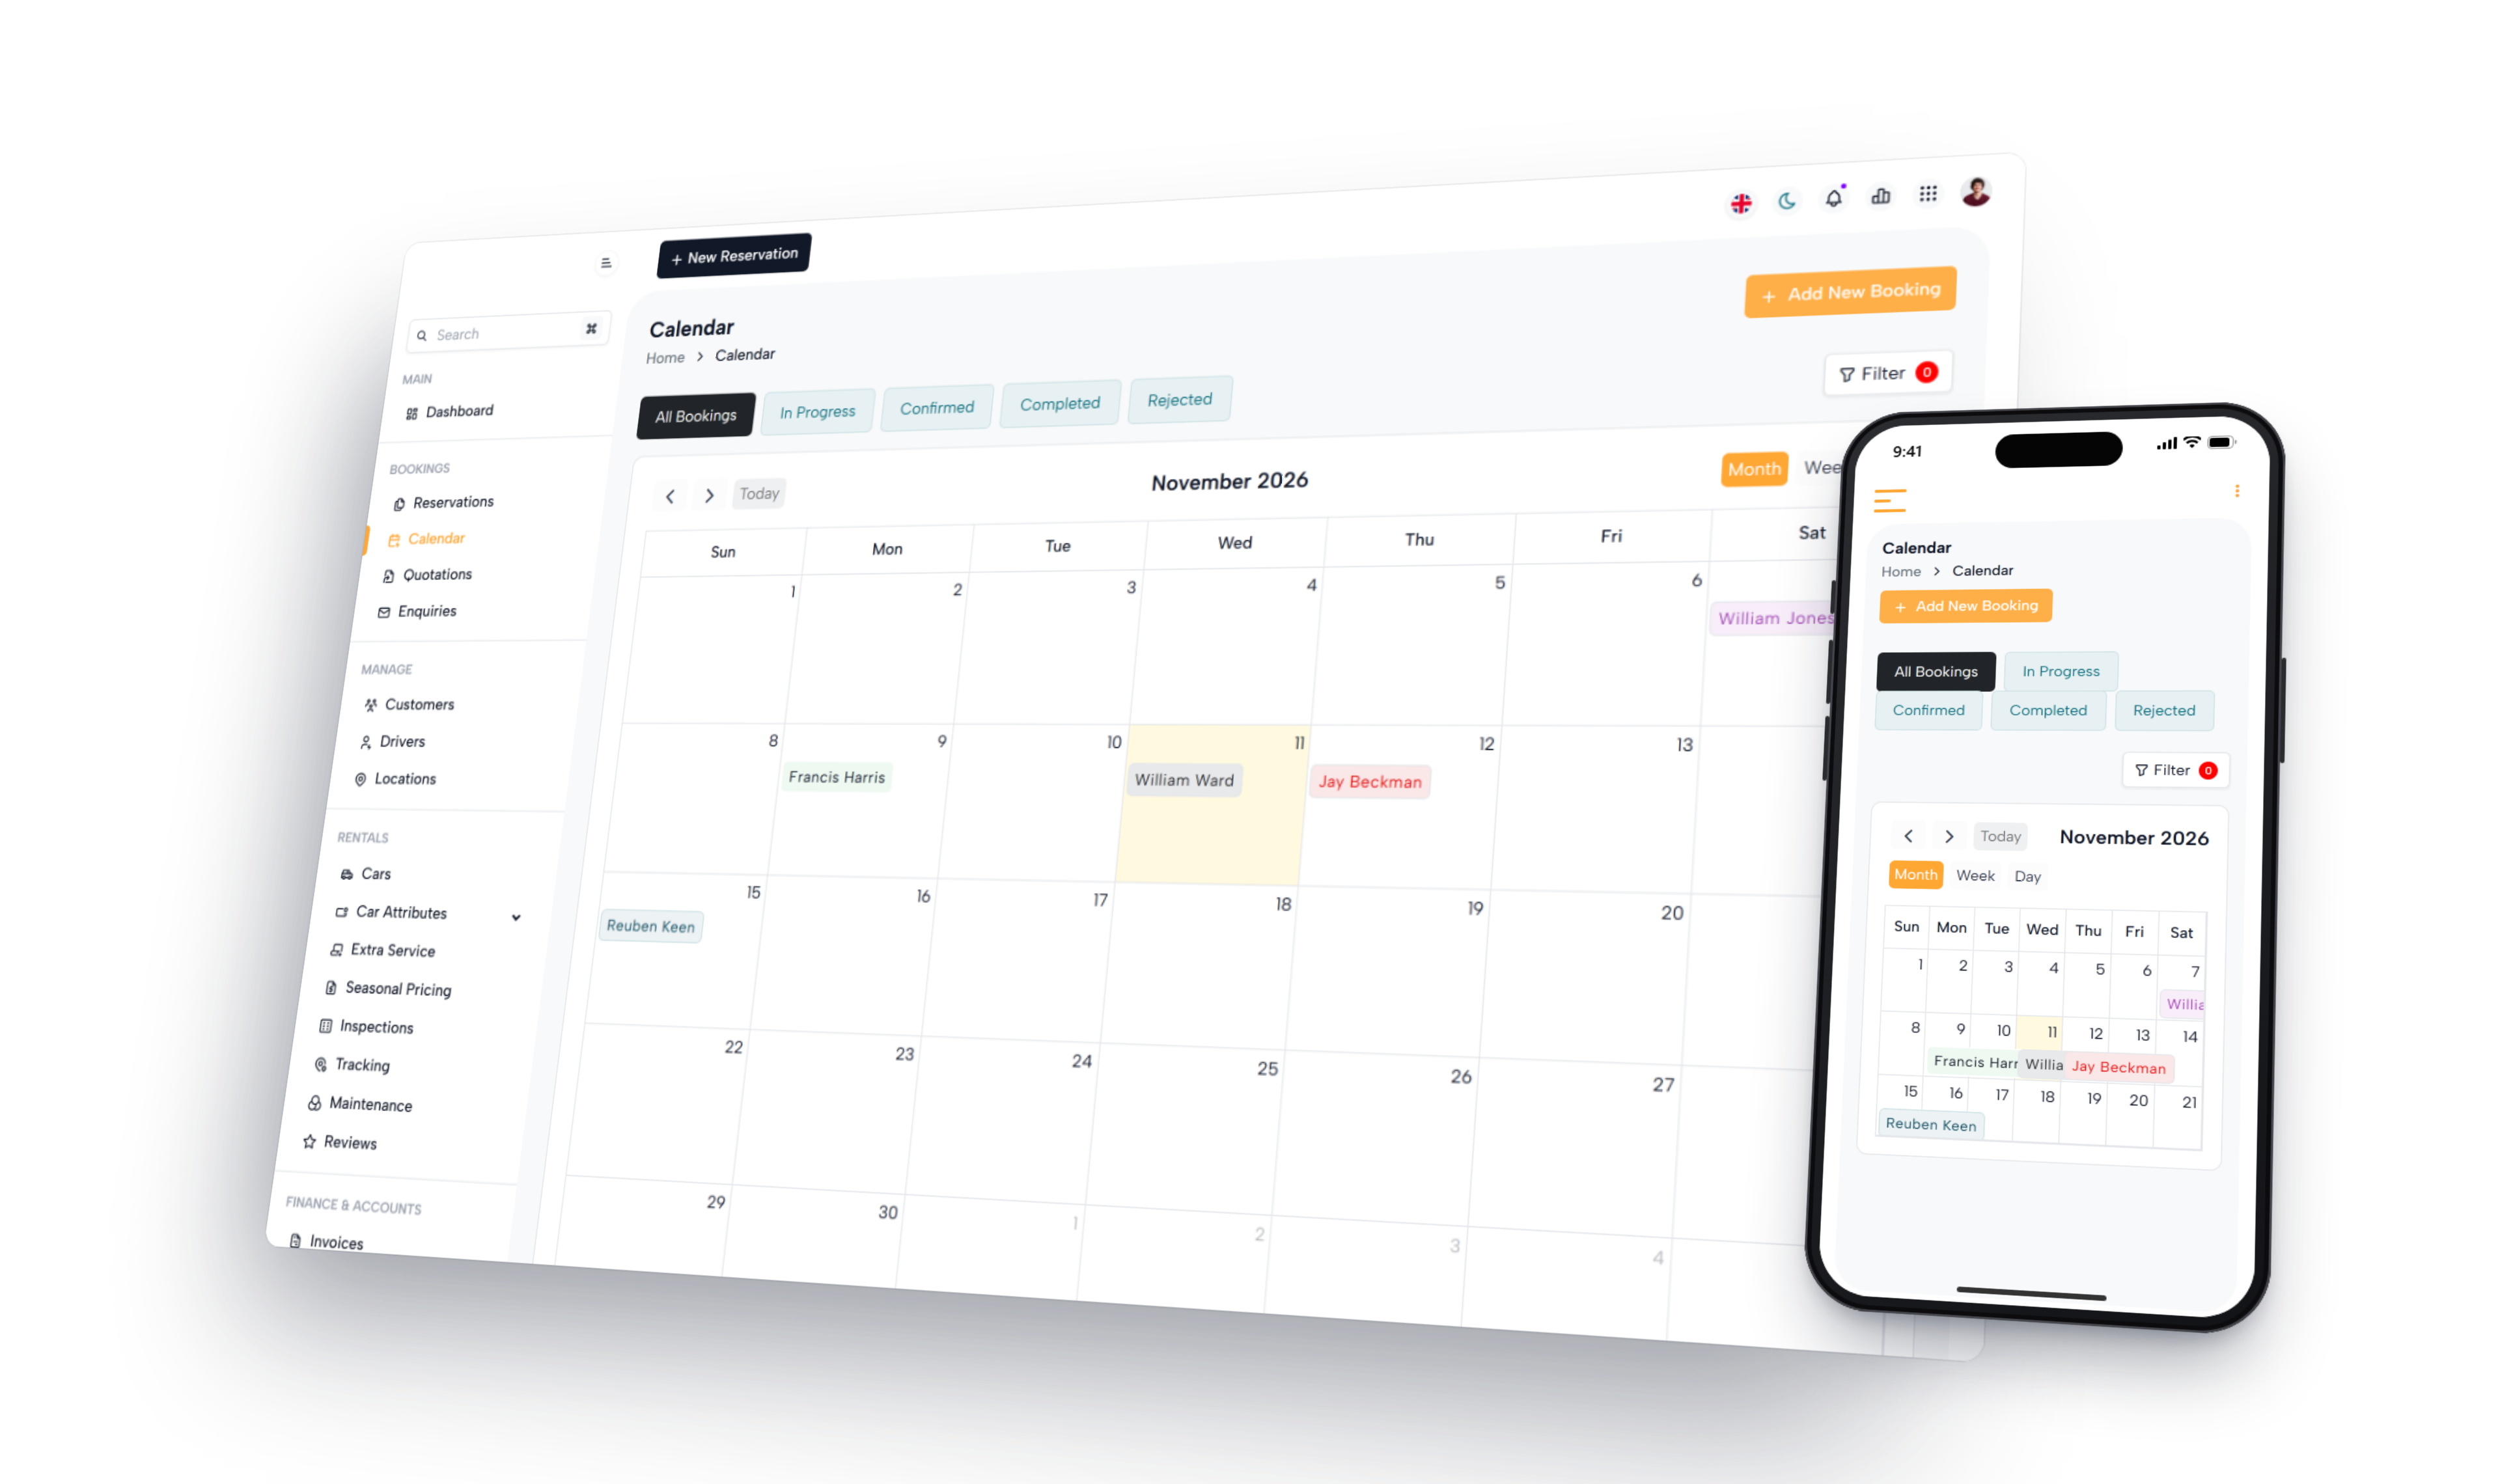 + New Reservation
Search
MAIN
Dashboard
BOOKINGS
Reservations
Calendar
Quotations
Enquiries
MANAGE
Customers
Drivers
Locations
RENTALS
Cars
Car Attributes
Extra Service
Seasonal Pricing
Inspections
Tracking
Maintenance
Reviews
FINANCE & ACCOUNTS
Invoices
Calendar
Home > Calendar
+ Add New Booking
All Bookings In Progress Confirmed Completed Rejected
Filter 0
< > Today November 2026 Month Wee
Sun Mon Tue Wed Thu Fri Sat
1 2 3 4 5 6
William Jones
8 9 10 11 12 13
Francis Harris William Ward Jay Beckman
15 16 17 18 19 20
Reuben Keen
22 23 24 25 26 27
29 30 1 2 3 4
9:41
Calendar
Home > Calendar
+ Add New Booking
All Bookings In Progress
Confirmed Completed Rejected
Filter 0
< > Today November 2026
Month Week Day
Sun Mon Tue Wed Thu Fri Sat
1 2 3 4 5 6 7
Willia
8 9 10 11 12 13 14
Francis Harr Willia Jay Beckman
15 16 17 18 19 20 21
Reuben Keen